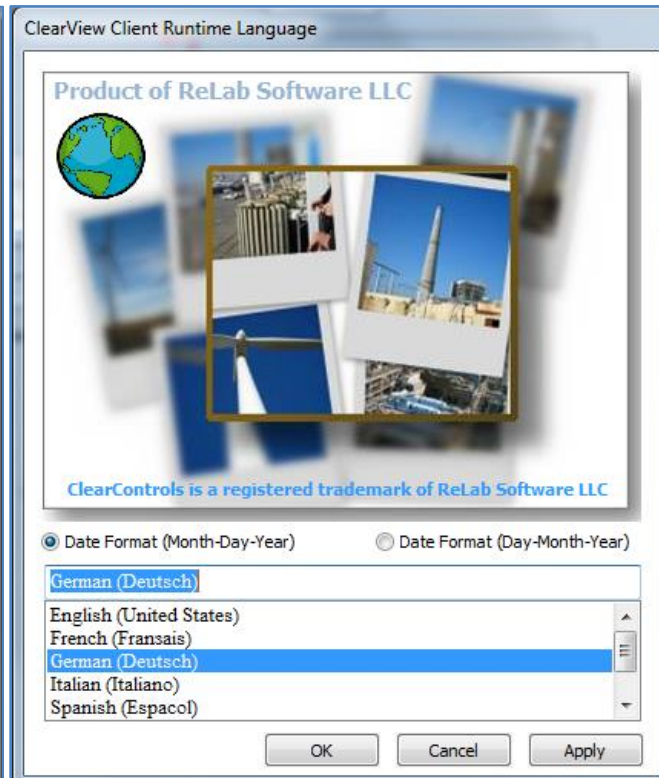 ClearView Client Runtime Language
Product of ReLab Software LLC
ClearControls is a registered trademark of ReLab Software LLC
Date Format (Month-Day-Year) Date Format (Day-Month-Year)
German (Deutsch)
English (United States)
French (Fransais)
German (Deutsch)
Italian (Italiano)
Spanish (Espacol)
OK Cancel Apply